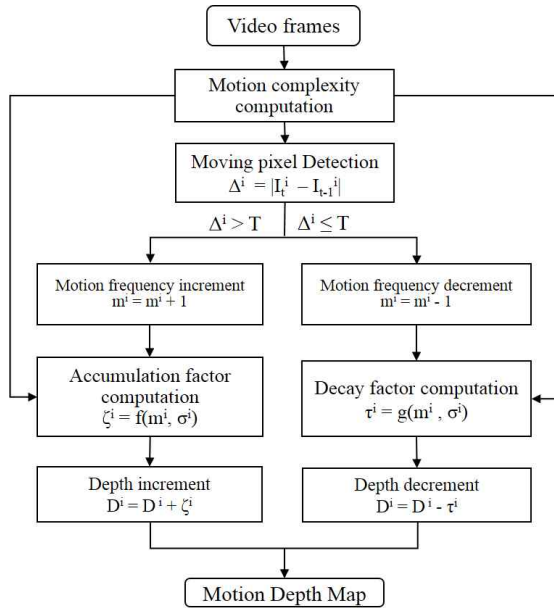 Video frames
Motion complexity
computation
Moving pixel Detection
Δⁱ = |Iₜⁱ − Iₜ₋₁ⁱ|
Δⁱ > T
Δⁱ ≤ T
Motion frequency increment
mⁱ = mⁱ + 1
Motion frequency decrement
mⁱ = mⁱ - 1
Accumulation factor
computation
ζⁱ = f(mⁱ, σⁱ)
Decay factor computation
τⁱ = g(mⁱ , σⁱ)
Depth increment
Dⁱ = Dⁱ + ζⁱ
Depth decrement
Dⁱ = Dⁱ - τⁱ
Motion Depth Map